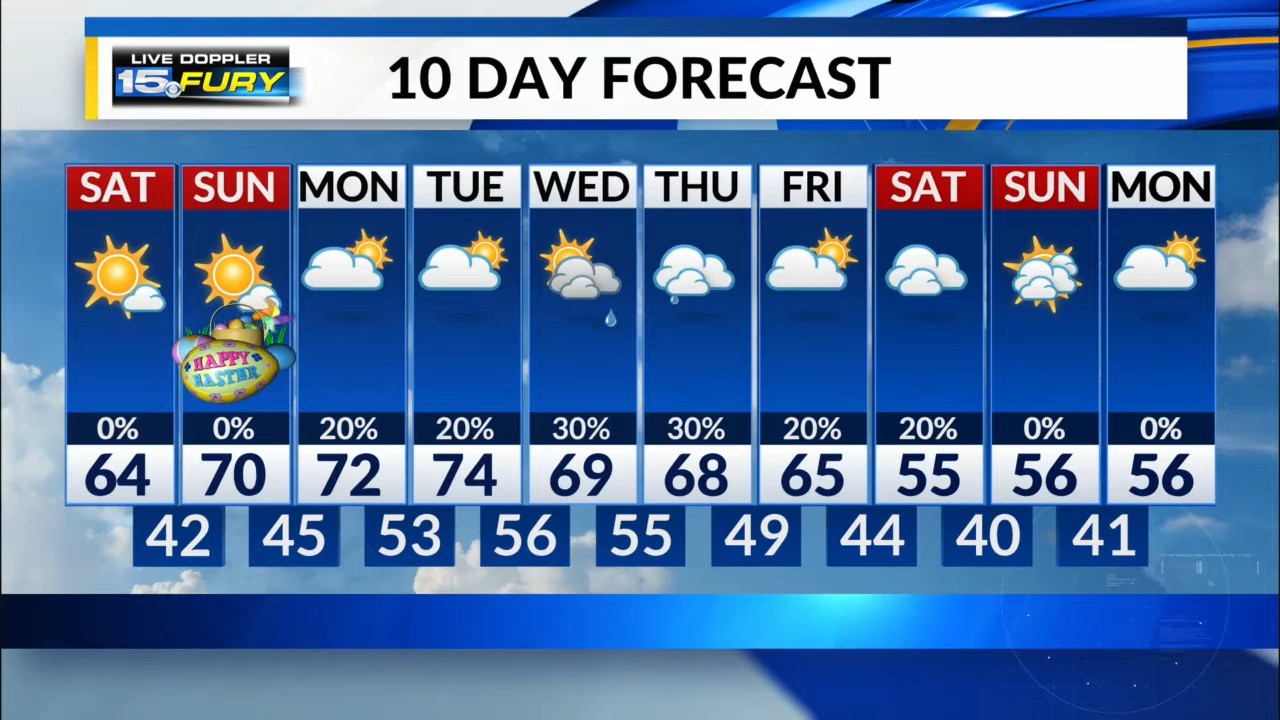 LIVE DOPPLER
15 FURY
10 DAY FORECAST
SAT SUN MON TUE WED THU FRI SAT SUN MON
HAPPY
EASTER
0% 0% 20% 20% 30% 30% 20% 20% 0% 0%
64 70 72 74 69 68 65 55 56 56
42 45 53 56 55 49 44 40 41